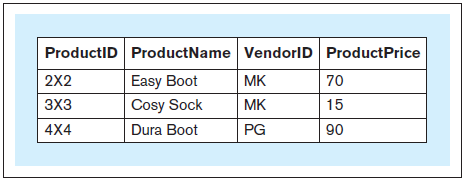 ProductID ProductName VendorID ProductPrice
2X2 Easy Boot MK 70
3X3 Cosy Sock MK 15
4X4 Dura Boot PG 90